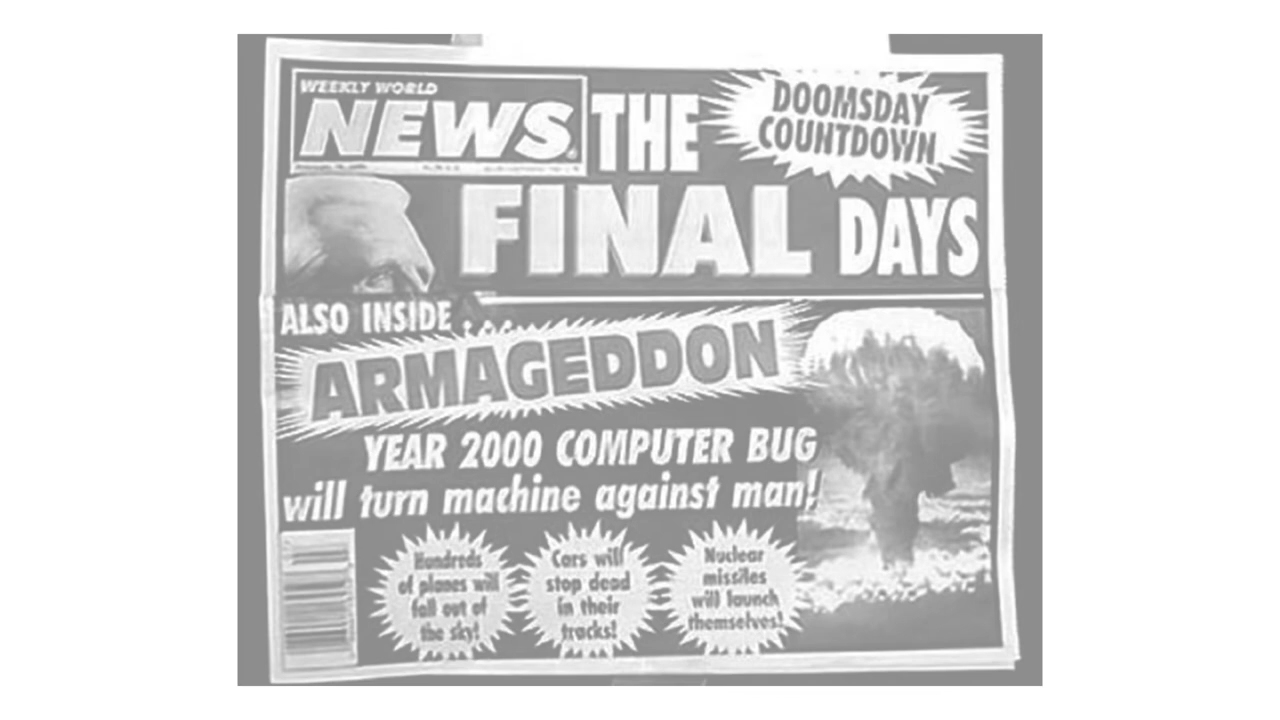 WEEKLY WORLD
NEWS
THE
DOOMSDAY
COUNTDOWN
FINAL DAYS
ALSO INSIDE
ARMAGEDDON
YEAR 2000 COMPUTER BUG
will turn machine against man!
Hundreds
of planes will
fall out of
the sky!
Cars will
stop dead
in their
tracks!
Nuclear
missiles
will launch
themselves!